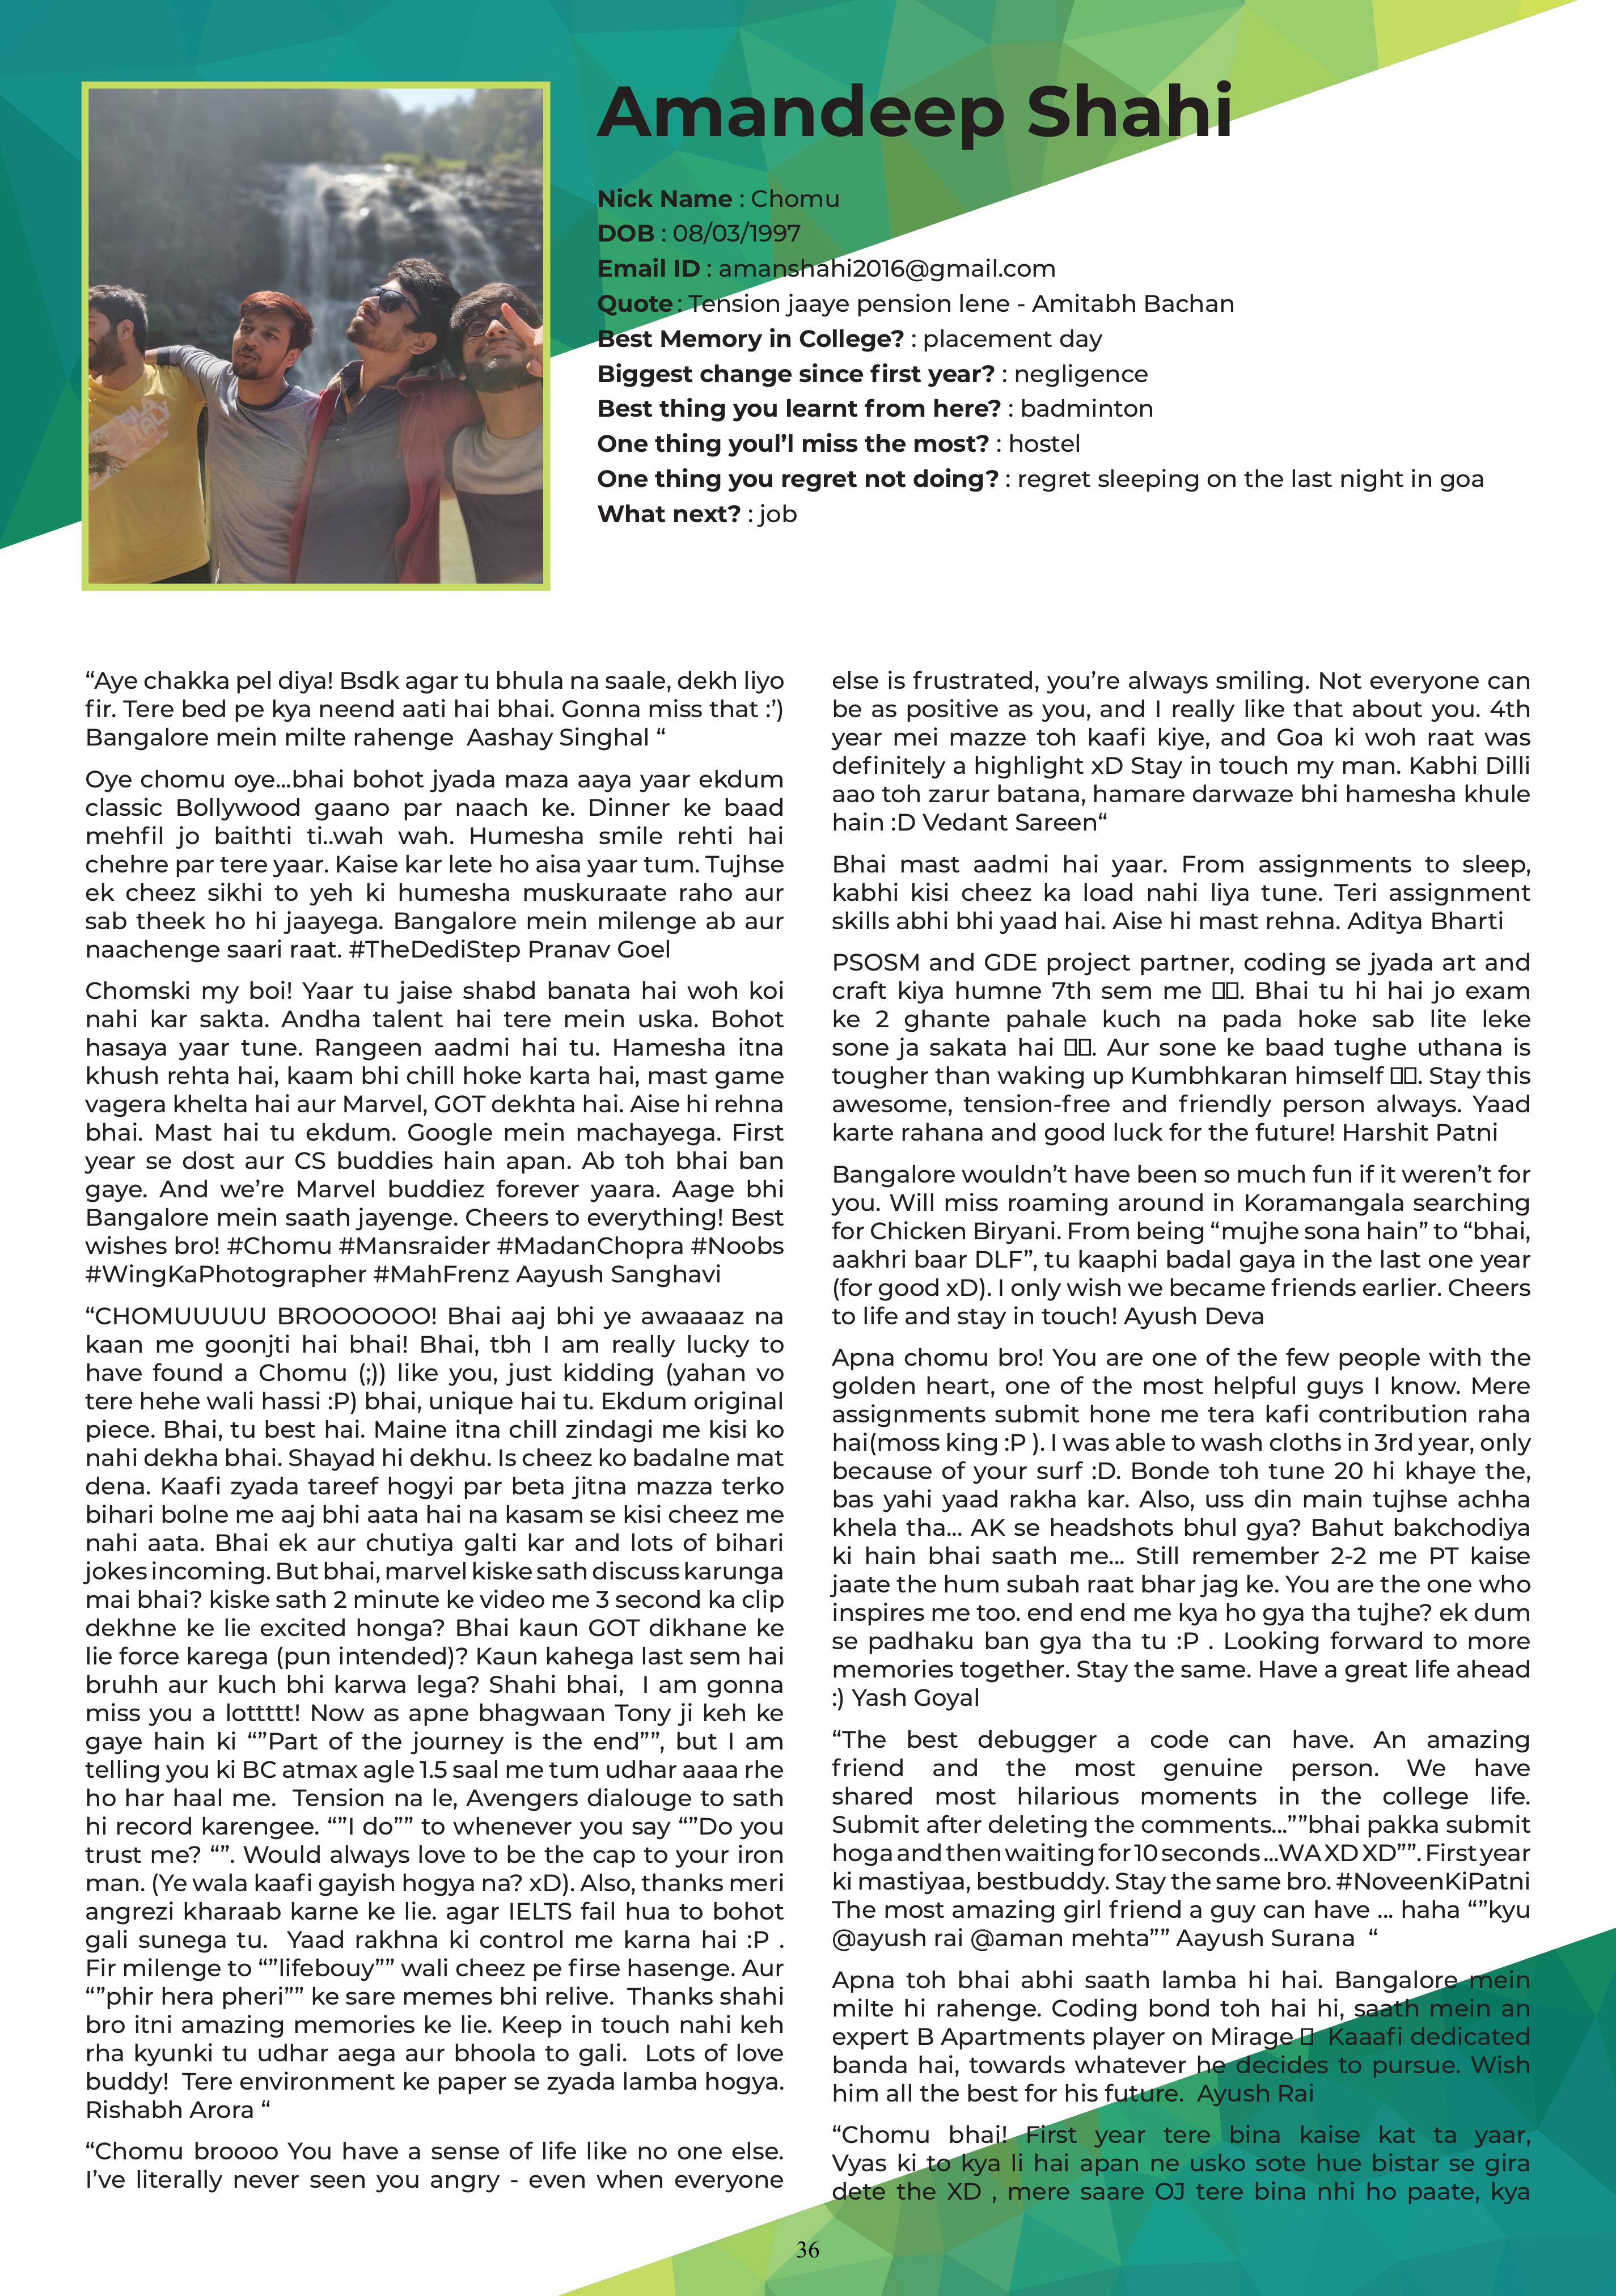 Amandeep Shahi
Nick Name : Chomu
DOB : 08/03/1997
Email ID : amanshahi2016@gmail.com
Quote : Tension jaaye pension lene - Amitabh Bachan
Best Memory in College? : placement day
Biggest change since first year? : negligence
Best thing you learnt from here? : badminton
One thing youl’l miss the most? : hostel
One thing you regret not doing? : regret sleeping on the last night in goa
What next? : job
“Aye chakka pel diya! Bsdk agar tu bhula na saale, dekh liyo
fir. Tere bed pe kya neend aati hai bhai. Gonna miss that :’)
Bangalore mein milte rahenge  Aashay Singhal “
Oye chomu oye...bhai bohot jyada maza aaya yaar ekdum
classic Bollywood gaano par naach ke. Dinner ke baad
mehfil jo baithti ti..wah wah. Humesha smile rehti hai
chehre par tere yaar. Kaise kar lete ho aisa yaar tum. Tujhse
ek cheez sikhi to yeh ki humesha muskuraate raho aur
sab theek ho hi jaayega. Bangalore mein milenge ab aur
naachenge saari raat. #TheDediStep Pranav Goel
Chomski my boi! Yaar tu jaise shabd banata hai woh koi
nahi kar sakta. Andha talent hai tere mein uska. Bohot
hasaya yaar tune. Rangeen aadmi hai tu. Hamesha itna
khush rehta hai, kaam bhi chill hoke karta hai, mast game
vagera khelta hai aur Marvel, GOT dekhta hai. Aise hi rehna
bhai. Mast hai tu ekdum. Google mein machayega. First
year se dost aur CS buddies hain apan. Ab toh bhai ban
gaye. And we’re Marvel buddiez forever yaara. Aage bhi
Bangalore mein saath jayenge. Cheers to everything! Best
wishes bro! #Chomu #Mansraider #MadanChopra #Noobs
#WingKaPhotographer #MahFrenz Aayush Sanghavi
“CHOMUUUUU BROOOOOO! Bhai aaj bhi ye awaaaaz na
kaan me goonjti hai bhai! Bhai, tbh I am really lucky to
have found a Chomu (;)) like you, just kidding (yahan vo
tere hehe wali hassi :P) bhai, unique hai tu. Ekdum original
piece. Bhai, tu best hai. Maine itna chill zindagi me kisi ko
nahi dekha bhai. Shayad hi dekhu. Is cheez ko badalne mat
dena. Kaafi zyada tareef hogyi par beta jitna mazza terko
bihari bolne me aaj bhi aata hai na kasam se kisi cheez me
nahi aata. Bhai ek aur chutiya galti kar and lots of bihari
jokes incoming. But bhai, marvel kiske sath discuss karunga
mai bhai? kiske sath 2 minute ke video me 3 second ka clip
dekhne ke lie excited honga? Bhai kaun GOT dikhane ke
lie force karega (pun intended)? Kaun kahega last sem hai
bruhh aur kuch bhi karwa lega? Shahi bhai,  I am gonna
miss you a lottttt! Now as apne bhagwaan Tony ji keh ke
gaye hain ki “”Part of the journey is the end””, but I am
telling you ki BC atmax agle 1.5 saal me tum udhar aaaa rhe
ho har haal me.  Tension na le, Avengers dialouge to sath
hi record karengee. “”I do”” to whenever you say “”Do you
trust me? “”. Would always love to be the cap to your iron
man. (Ye wala kaafi gayish hogya na? xD). Also, thanks meri
angrezi kharaab karne ke lie. agar IELTS fail hua to bohot
gali sunega tu.  Yaad rakhna ki control me karna hai :P .
Fir milenge to “”lifebouy”” wali cheez pe firse hasenge. Aur
“”phir hera pheri”” ke sare memes bhi relive.  Thanks shahi
bro itni amazing memories ke lie. Keep in touch nahi keh
rha kyunki tu udhar aega aur bhoola to gali.  Lots of love
buddy!  Tere environment ke paper se zyada lamba hogya.
Rishabh Arora “
“Chomu broooo You have a sense of life like no one else.
I’ve literally never seen you angry - even when everyone
else is frustrated, you’re always smiling. Not everyone can
be as positive as you, and I really like that about you. 4th
year mei mazze toh kaafi kiye, and Goa ki woh raat was
definitely a highlight xD Stay in touch my man. Kabhi Dilli
aao toh zarur batana, hamare darwaze bhi hamesha khule
hain :D Vedant Sareen“
Bhai mast aadmi hai yaar. From assignments to sleep,
kabhi kisi cheez ka load nahi liya tune. Teri assignment
skills abhi bhi yaad hai. Aise hi mast rehna. Aditya Bharti
PSOSM and GDE project partner, coding se jyada art and
craft kiya humne 7th sem me □□. Bhai tu hi hai jo exam
ke 2 ghante pahale kuch na pada hoke sab lite leke
sone ja sakata hai □□. Aur sone ke baad tughe uthana is
tougher than waking up Kumbhkaran himself □□. Stay this
awesome, tension-free and friendly person always. Yaad
karte rahana and good luck for the future! Harshit Patni
Bangalore wouldn’t have been so much fun if it weren’t for
you. Will miss roaming around in Koramangala searching
for Chicken Biryani. From being “mujhe sona hain” to “bhai,
aakhri baar DLF”, tu kaaphi badal gaya in the last one year
(for good xD). I only wish we became friends earlier. Cheers
to life and stay in touch! Ayush Deva
Apna chomu bro! You are one of the few people with the
golden heart, one of the most helpful guys I know. Mere
assignments submit hone me tera kafi contribution raha
hai(moss king :P ). I was able to wash cloths in 3rd year, only
because of your surf :D. Bonde toh tune 20 hi khaye the,
bas yahi yaad rakha kar. Also, uss din main tujhse achha
khela tha... AK se headshots bhul gya? Bahut bakchodiya
ki hain bhai saath me... Still remember 2-2 me PT kaise
jaate the hum subah raat bhar jag ke. You are the one who
inspires me too. end end me kya ho gya tha tujhe? ek dum
se padhaku ban gya tha tu :P . Looking forward to more
memories together. Stay the same. Have a great life ahead
:) Yash Goyal
“The best debugger a code can have. An amazing
friend and the most genuine person. We have
shared most hilarious moments in the college life.
Submit after deleting the comments...””bhai pakka submit
hoga and then waiting for 10 seconds ...WA XD XD””. First year
ki mastiyaa, bestbuddy. Stay the same bro. #NoveenKiPatni
The most amazing girl friend a guy can have ... haha “”kyu
@ayush rai @aman mehta”” Aayush Surana  “
Apna toh bhai abhi saath lamba hi hai. Bangalore mein
milte hi rahenge. Coding bond toh hai hi, saath mein an
expert B Apartments player on Mirage □  Kaaafi dedicated
banda hai, towards whatever he decides to pursue. Wish
him all the best for his future.  Ayush Rai
“Chomu bhai! First year tere bina kaise kat ta yaar,
Vyas ki to kya li hai apan ne usko sote hue bistar se gira
dete the XD , mere saare OJ tere bina nhi ho paate, kya
36